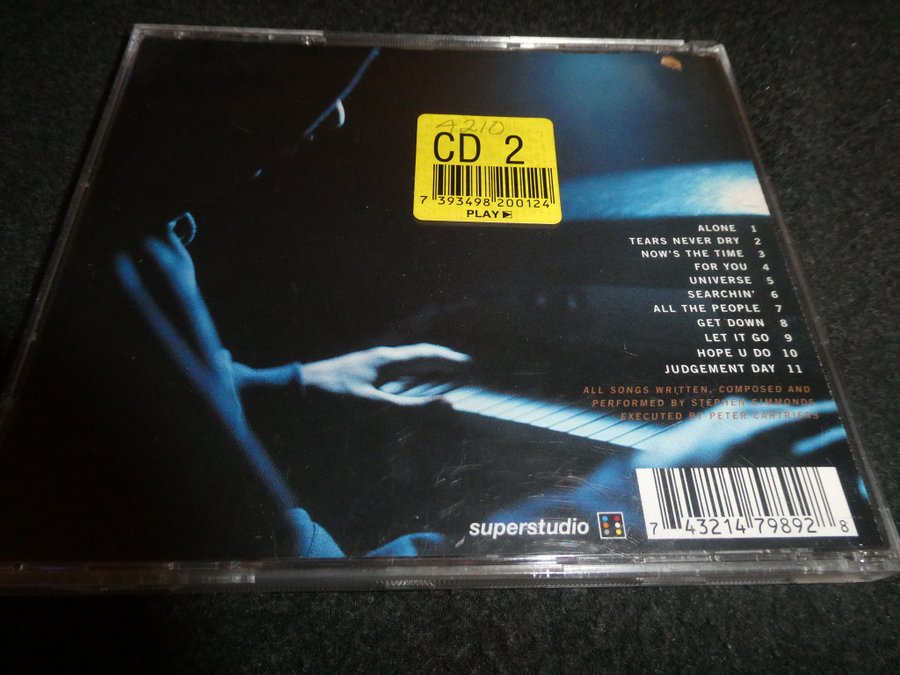 A210
CD 2
7 393498 200124
PLAY
ALONE 1
TEARS NEVER DRY 2
NOW'S THE TIME 3
FOR YOU 4
UNIVERSE 5
SEARCHIN' 6
ALL THE PEOPLE 7
GET DOWN 8
LET IT GO 9
HOPE U DO 10
JUDGEMENT DAY 11
ALL SONGS WRITTEN, COMPOSED AND
PERFORMED BY STEPHEN SIMMONDS
EXECUTED BY PETER CARTRIERS
superstudio
7 43214 79892 8